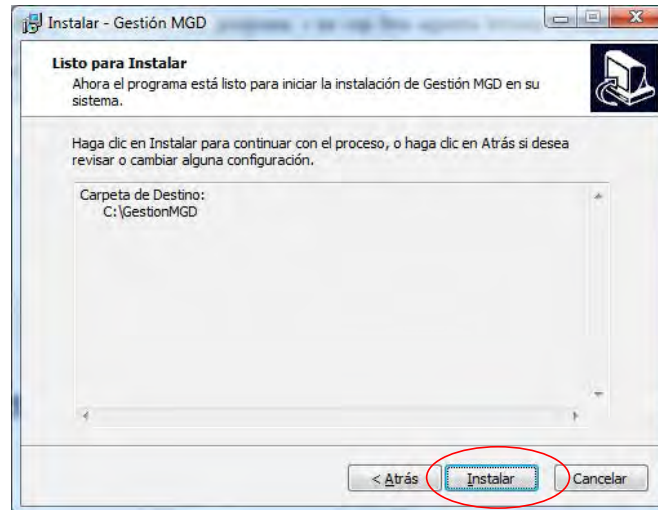 Instalar - Gestión MGD
Listo para Instalar
Ahora el programa está listo para iniciar la instalación de Gestión MGD en su
sistema.
Haga clic en Instalar para continuar con el proceso, o haga clic en Atrás si desea
revisar o cambiar alguna configuración.
Carpeta de Destino:
C:\GestionMGD
< Atrás
Instalar
Cancelar